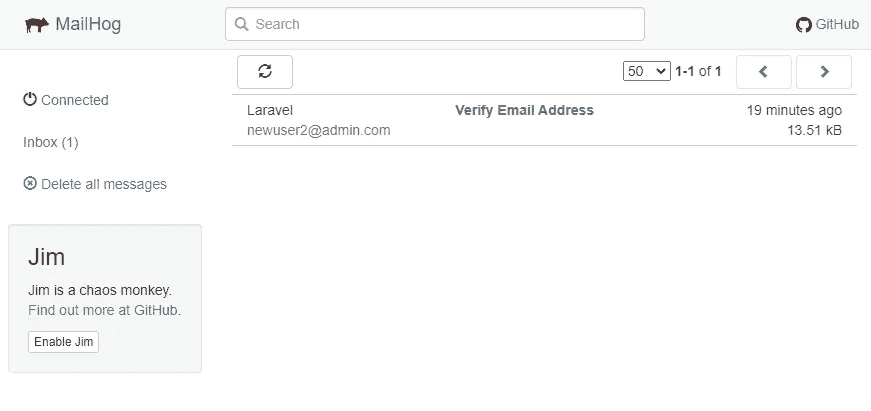 MailHog
Search
GitHub
50 1-1 of 1
Connected
Inbox (1)
Delete all messages
Laravel Verify Email Address 19 minutes ago
newuser2@admin.com 13.51 kB
Jim
Jim is a chaos monkey.
Find out more at GitHub.
Enable Jim